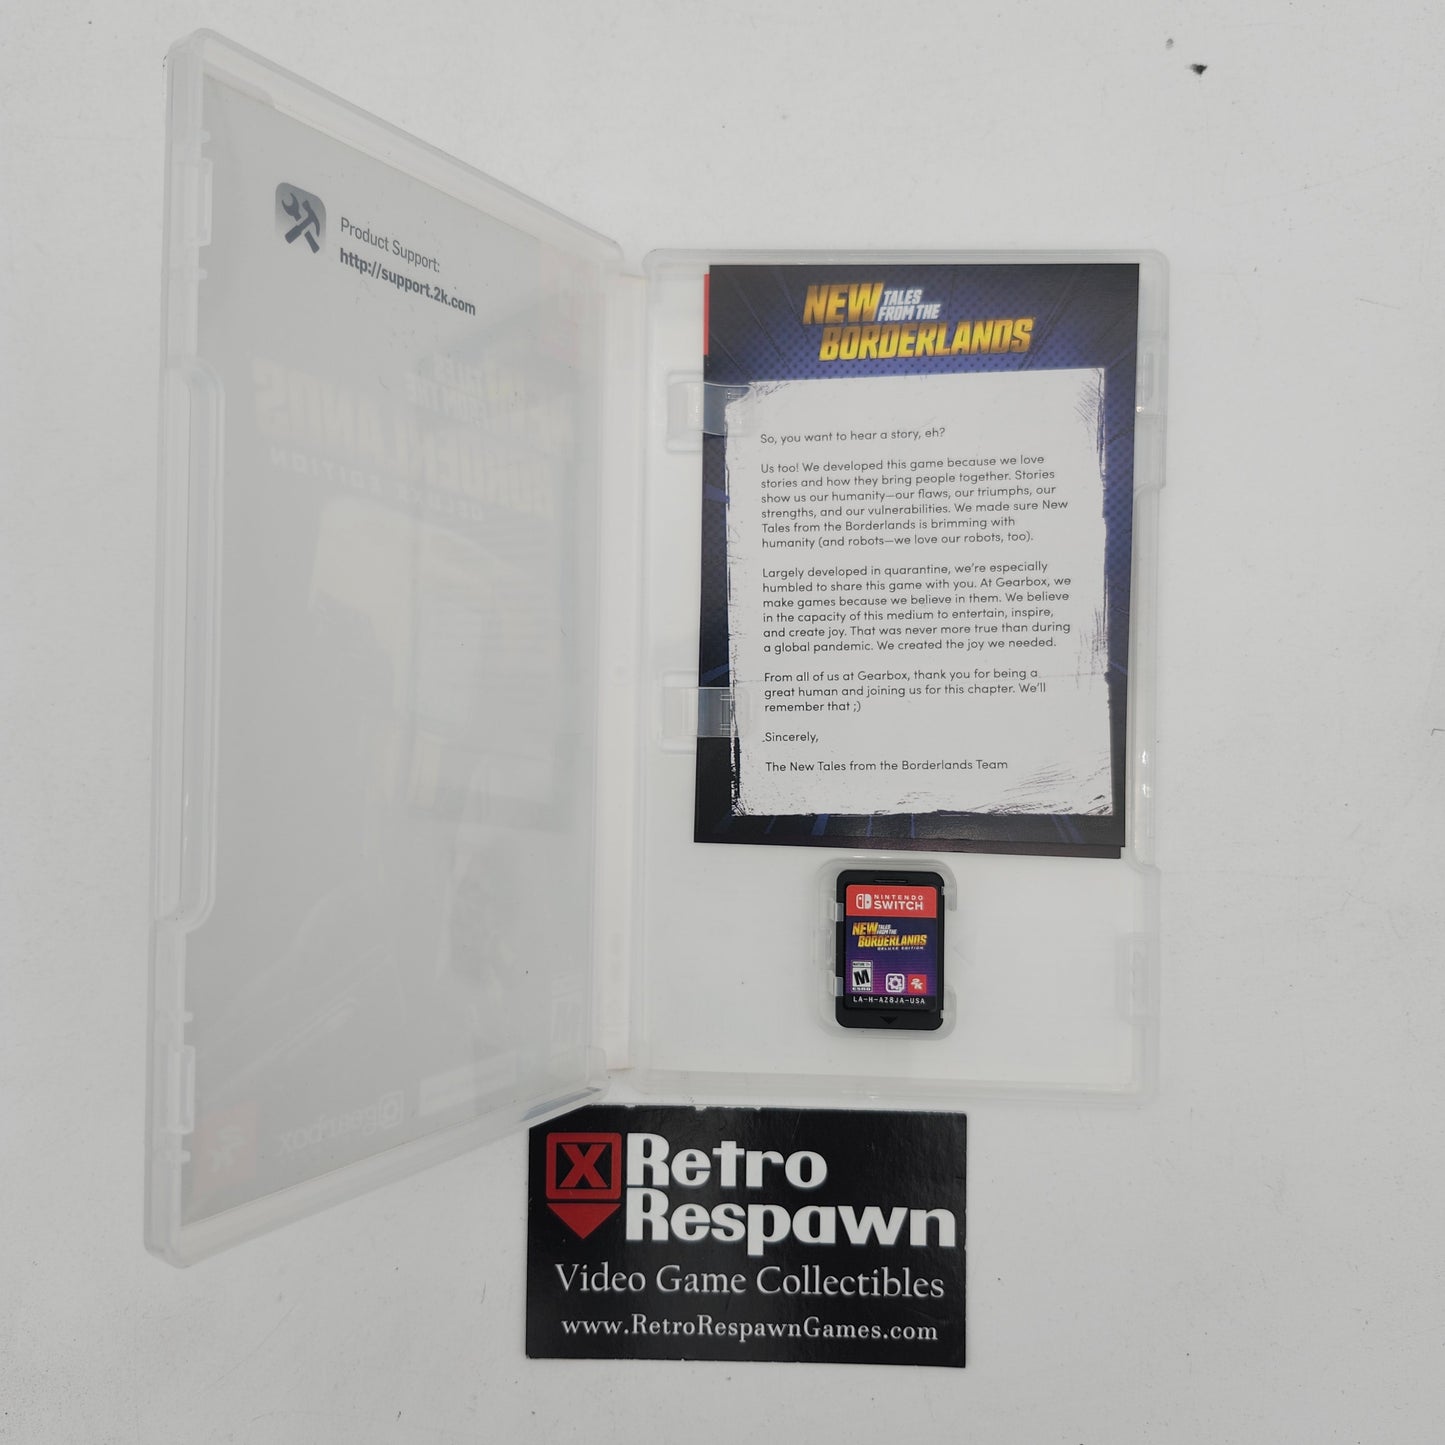 Product Support:
http://support.2k.com
NEW TALES
FROM THE
BORDERLANDS
So, you want to hear a story, eh?
Us too! We developed this game because we love
stories and how they bring people together. Stories
show us our humanity—our flaws, our triumphs, our
strengths, and our vulnerabilities. We made sure New
Tales from the Borderlands is brimming with
humanity (and robots—we love our robots, too).
Largely developed in quarantine, we're especially
humbled to share this game with you. At Gearbox, we
make games because we believe in them. We believe
in the capacity of this medium to entertain, inspire,
and create joy. That was never more true than during
a global pandemic. We created the joy we needed.
From all of us at Gearbox, thank you for being a
great human and joining us for this chapter. We'll
remember that ;)
Sincerely,
The New Tales from the Borderlands Team
NINTENDO
SWITCH
NEW TALES
FROM THE
BORDERLANDS
DELUXE EDITION
MATURE 17+
M
ESRB
2K
LA-H-AZ8JA-USA
gearbox
2K
X
Retro
Respawn
Video Game Collectibles
www.RetroRespawnGames.com